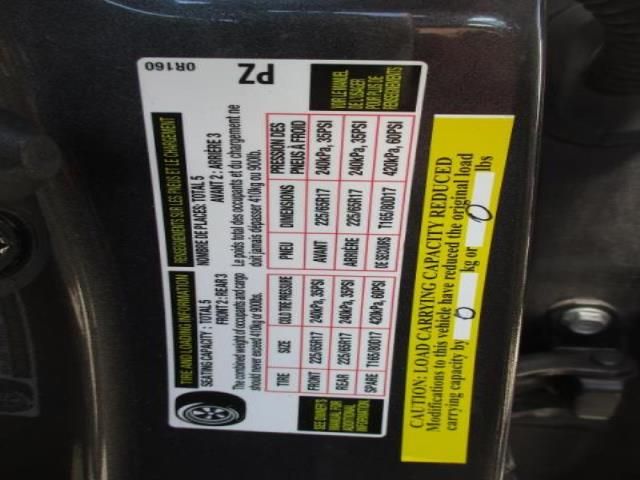 TIRE AND LOADING INFORMATION
RENSEIGNEMENTS SUR LES PNEUS ET LE CHARGEMENT
0R160
SEATING CAPACITY : TOTAL 5
FRONT 2 : REAR 3
The combined weight of occupants and cargo
should never exceed 410kg or 900lb.
NOMBRE DE PLACES: TOTAL 5
AVANT 2 : ARRIÈRE 3
Le poids total des occupants et du chargement ne
doit jamais dépasser 410kg ou 900lb.
PZ
TIRE SIZE COLD TIRE PRESSURE
FRONT 225/65R17 240kPa, 35PSI
REAR 225/65R17 240kPa, 35PSI
SPARE T165/80D17 420kPa, 60PSI
SEE OWNER'S
MANUAL FOR
ADDITIONAL
INFORMATION
PNEU DIMENSIONS PRESSION DES
PNEUS À FROID
AVANT 225/65R17 240kPa, 35PSI
ARRIÈRE 225/65R17 240kPa, 35PSI
DE SECOURS T165/80D17 420kPa, 60PSI
VOIR LE MANUEL
DE L'USAGER
POUR PLUS DE
RENSEIGNEMENTS
CAUTION: LOAD CARRYING CAPACITY REDUCED
Modifications to this vehicle have reduced the original load
carrying capacity by 0 kg or 0 lbs